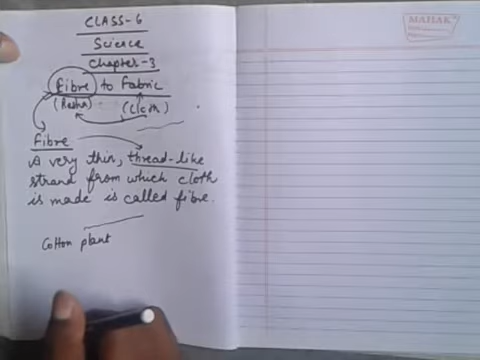 CLASS-6
Science
Chapter-3
Fibre to Fabric
(Resha) (Cloth)
Fibre
A very thin, thread-like
strand from which cloth
is made is called fibre.
Cotton plant
MAHAK